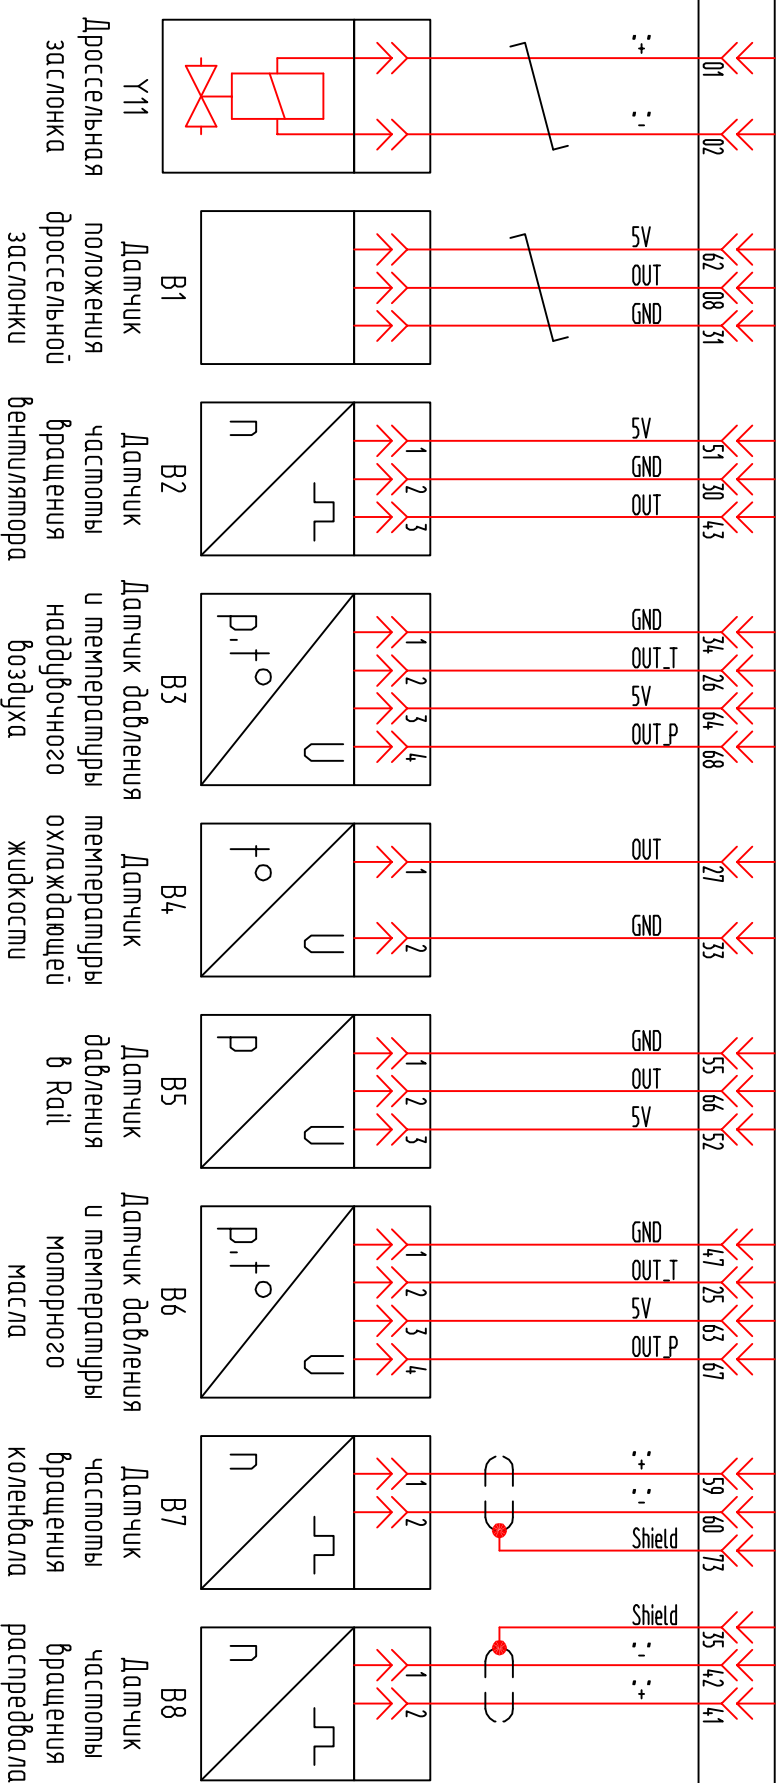 "+"
01
"-"
02
Y11
Дроссельная
заслонка
5V
62
OUT
08
GND
31
B1
Датчик
положения
дроссельной
заслонки
5V
51
GND
30
OUT
43
1
2
3
n
B2
Датчик
частоты
вращения
вентилятора
GND
34
OUT_T
26
5V
64
OUT_P
68
1
2
3
4
p,t°
U
B3
Датчик давления
и температуры
наддувочного
воздуха
OUT
27
GND
33
1
2
t°
U
B4
Датчик
температуры
охлаждающей
жидкости
GND
55
OUT
66
5V
52
1
2
3
p
U
B5
Датчик
давления
в Rail
GND
47
OUT_T
25
5V
63
OUT_P
67
1
2
3
4
p,t°
U
B6
Датчик давления
и температуры
моторного
масла
"+"
59
"-"
60
Shield
73
1
2
n
B7
Датчик
частоты
вращения
коленвала
Shield
35
"-"
42
"+"
41
1
2
n
B8
Датчик
частоты
вращения
распредвала